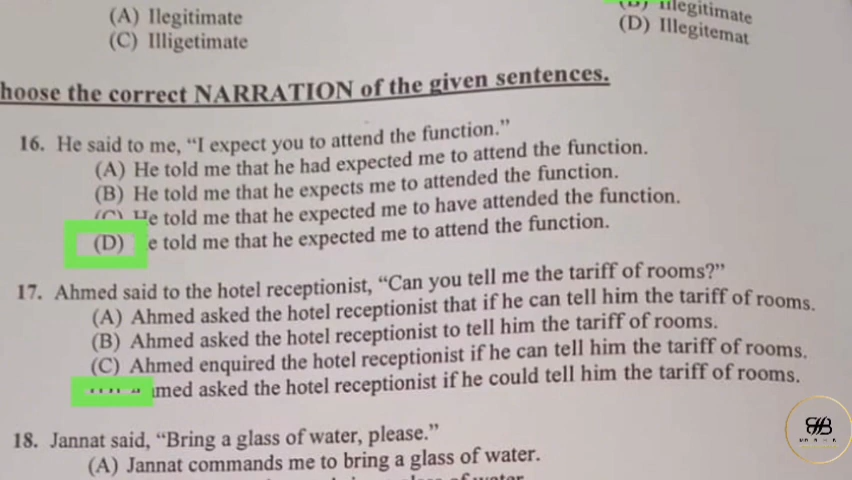 (A) Ilegitimate
(C) Illigetimate
Illegitimate
(D) Illegitemat
hoose the correct NARRATION of the given sentences.
16. He said to me, “I expect you to attend the function.”
(A) He told me that he had expected me to attend the function.
(B) He told me that he expects me to attended the function.
(C) He told me that he expected me to have attended the function.
(D) e told me that he expected me to attend the function.
17. Ahmed said to the hotel receptionist, “Can you tell me the tariff of rooms?”
(A) Ahmed asked the hotel receptionist that if he can tell him the tariff of rooms.
(B) Ahmed asked the hotel receptionist to tell him the tariff of rooms.
(C) Ahmed enquired the hotel receptionist if he can tell him the tariff of rooms.
med asked the hotel receptionist if he could tell him the tariff of rooms.
18. Jannat said, “Bring a glass of water, please.”
(A) Jannat commands me to bring a glass of water.
of water.